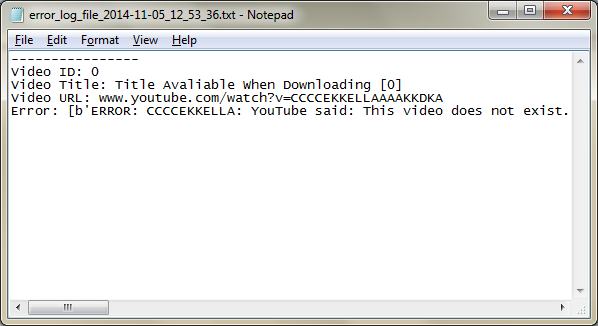 error_log_file_2014-11-05_12_53_36.txt - Notepad
File Edit Format View Help
----------------
Video ID: 0
Video Title: Title Avaliable When Downloading [0]
Video URL: www.youtube.com/watch?v=CCCCEKKELLAAAAKKDKA
Error: [b'ERROR: CCCCEKKELLA: YouTube said: This video does not exist.